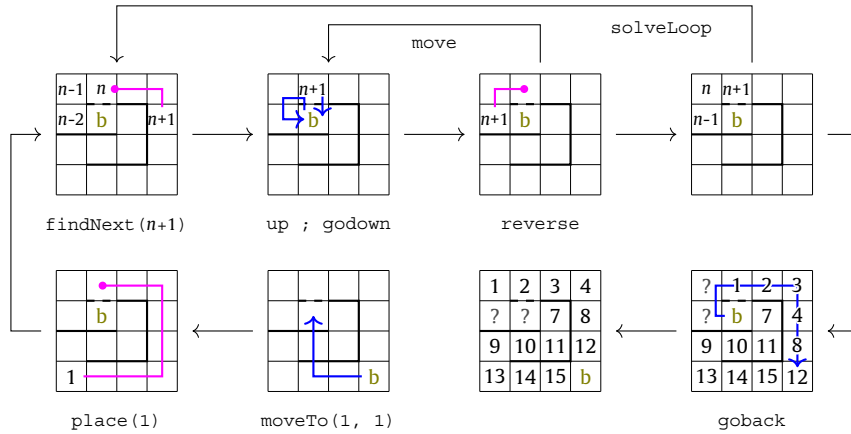 solveLoop
move
n-1 n
n-2 b n+1
n+1
b
n+1 b
n n+1
n-1 b
findNext(n+1)
up ; godown
reverse
b
1
b
1 2 3 4
? ? 7 8
9 10 11 12
13 14 15 b
? 1 2 3
? b 7 4
9 10 11 8
13 14 15 12
place(1)
moveTo(1, 1)
goback